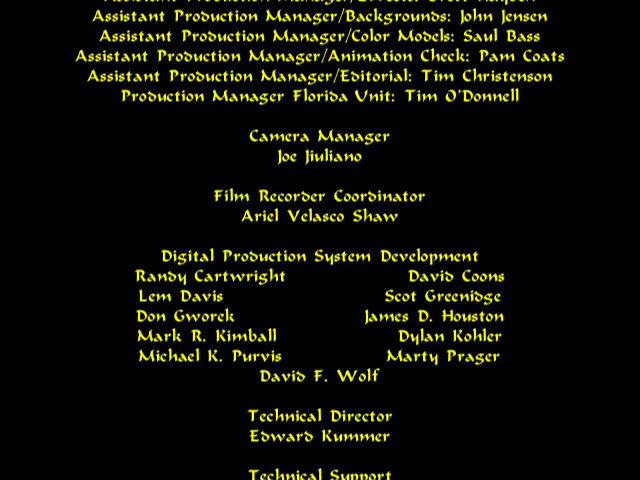 Assistant Production Manager/Backgrounds: John Jensen
Assistant Production Manager/Color Models: Saul Bass
Assistant Production Manager/Animation Check: Pam Coats
Assistant Production Manager/Editorial: Tim Christenson
Production Manager Florida Unit: Tim O'Donnell
Camera Manager
Joe Jiuliano
Film Recorder Coordinator
Ariel Velasco Shaw
Digital Production System Development
Randy Cartwright David Coons
Lem Davis Scot Greenidge
Don Gworek James D. Houston
Mark R. Kimball Dylan Kohler
Michael K. Purvis Marty Prager
David F. Wolf
Technical Director
Edward Kummer
Technical Support